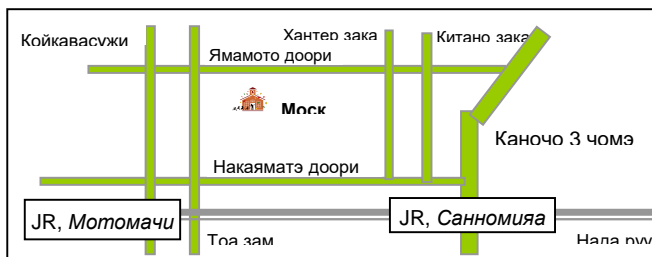 Хантер зака
Китано зака
Койкавасужи
Ямамото доори
Моск
Каночо 3 чомэ
Накаяматэ доори
JR, Мотомачи
JR, Санномияа
Тоа зам
Нада руу